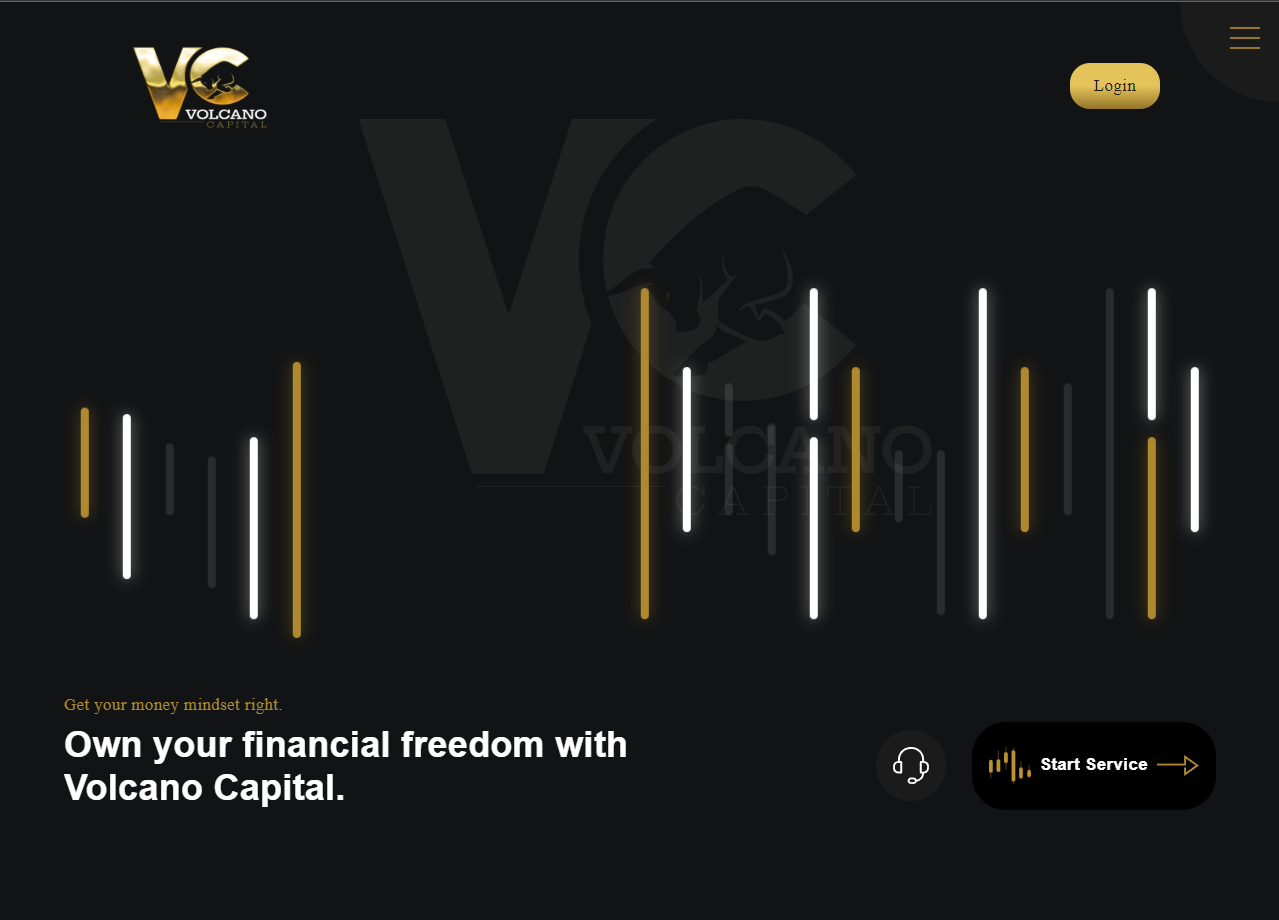 VC
VOLCANO
CAPITAL
Login
VC
VOLCANO
CAPITAL
Get your money mindset right.
Own your financial freedom with
Volcano Capital.
Start Service